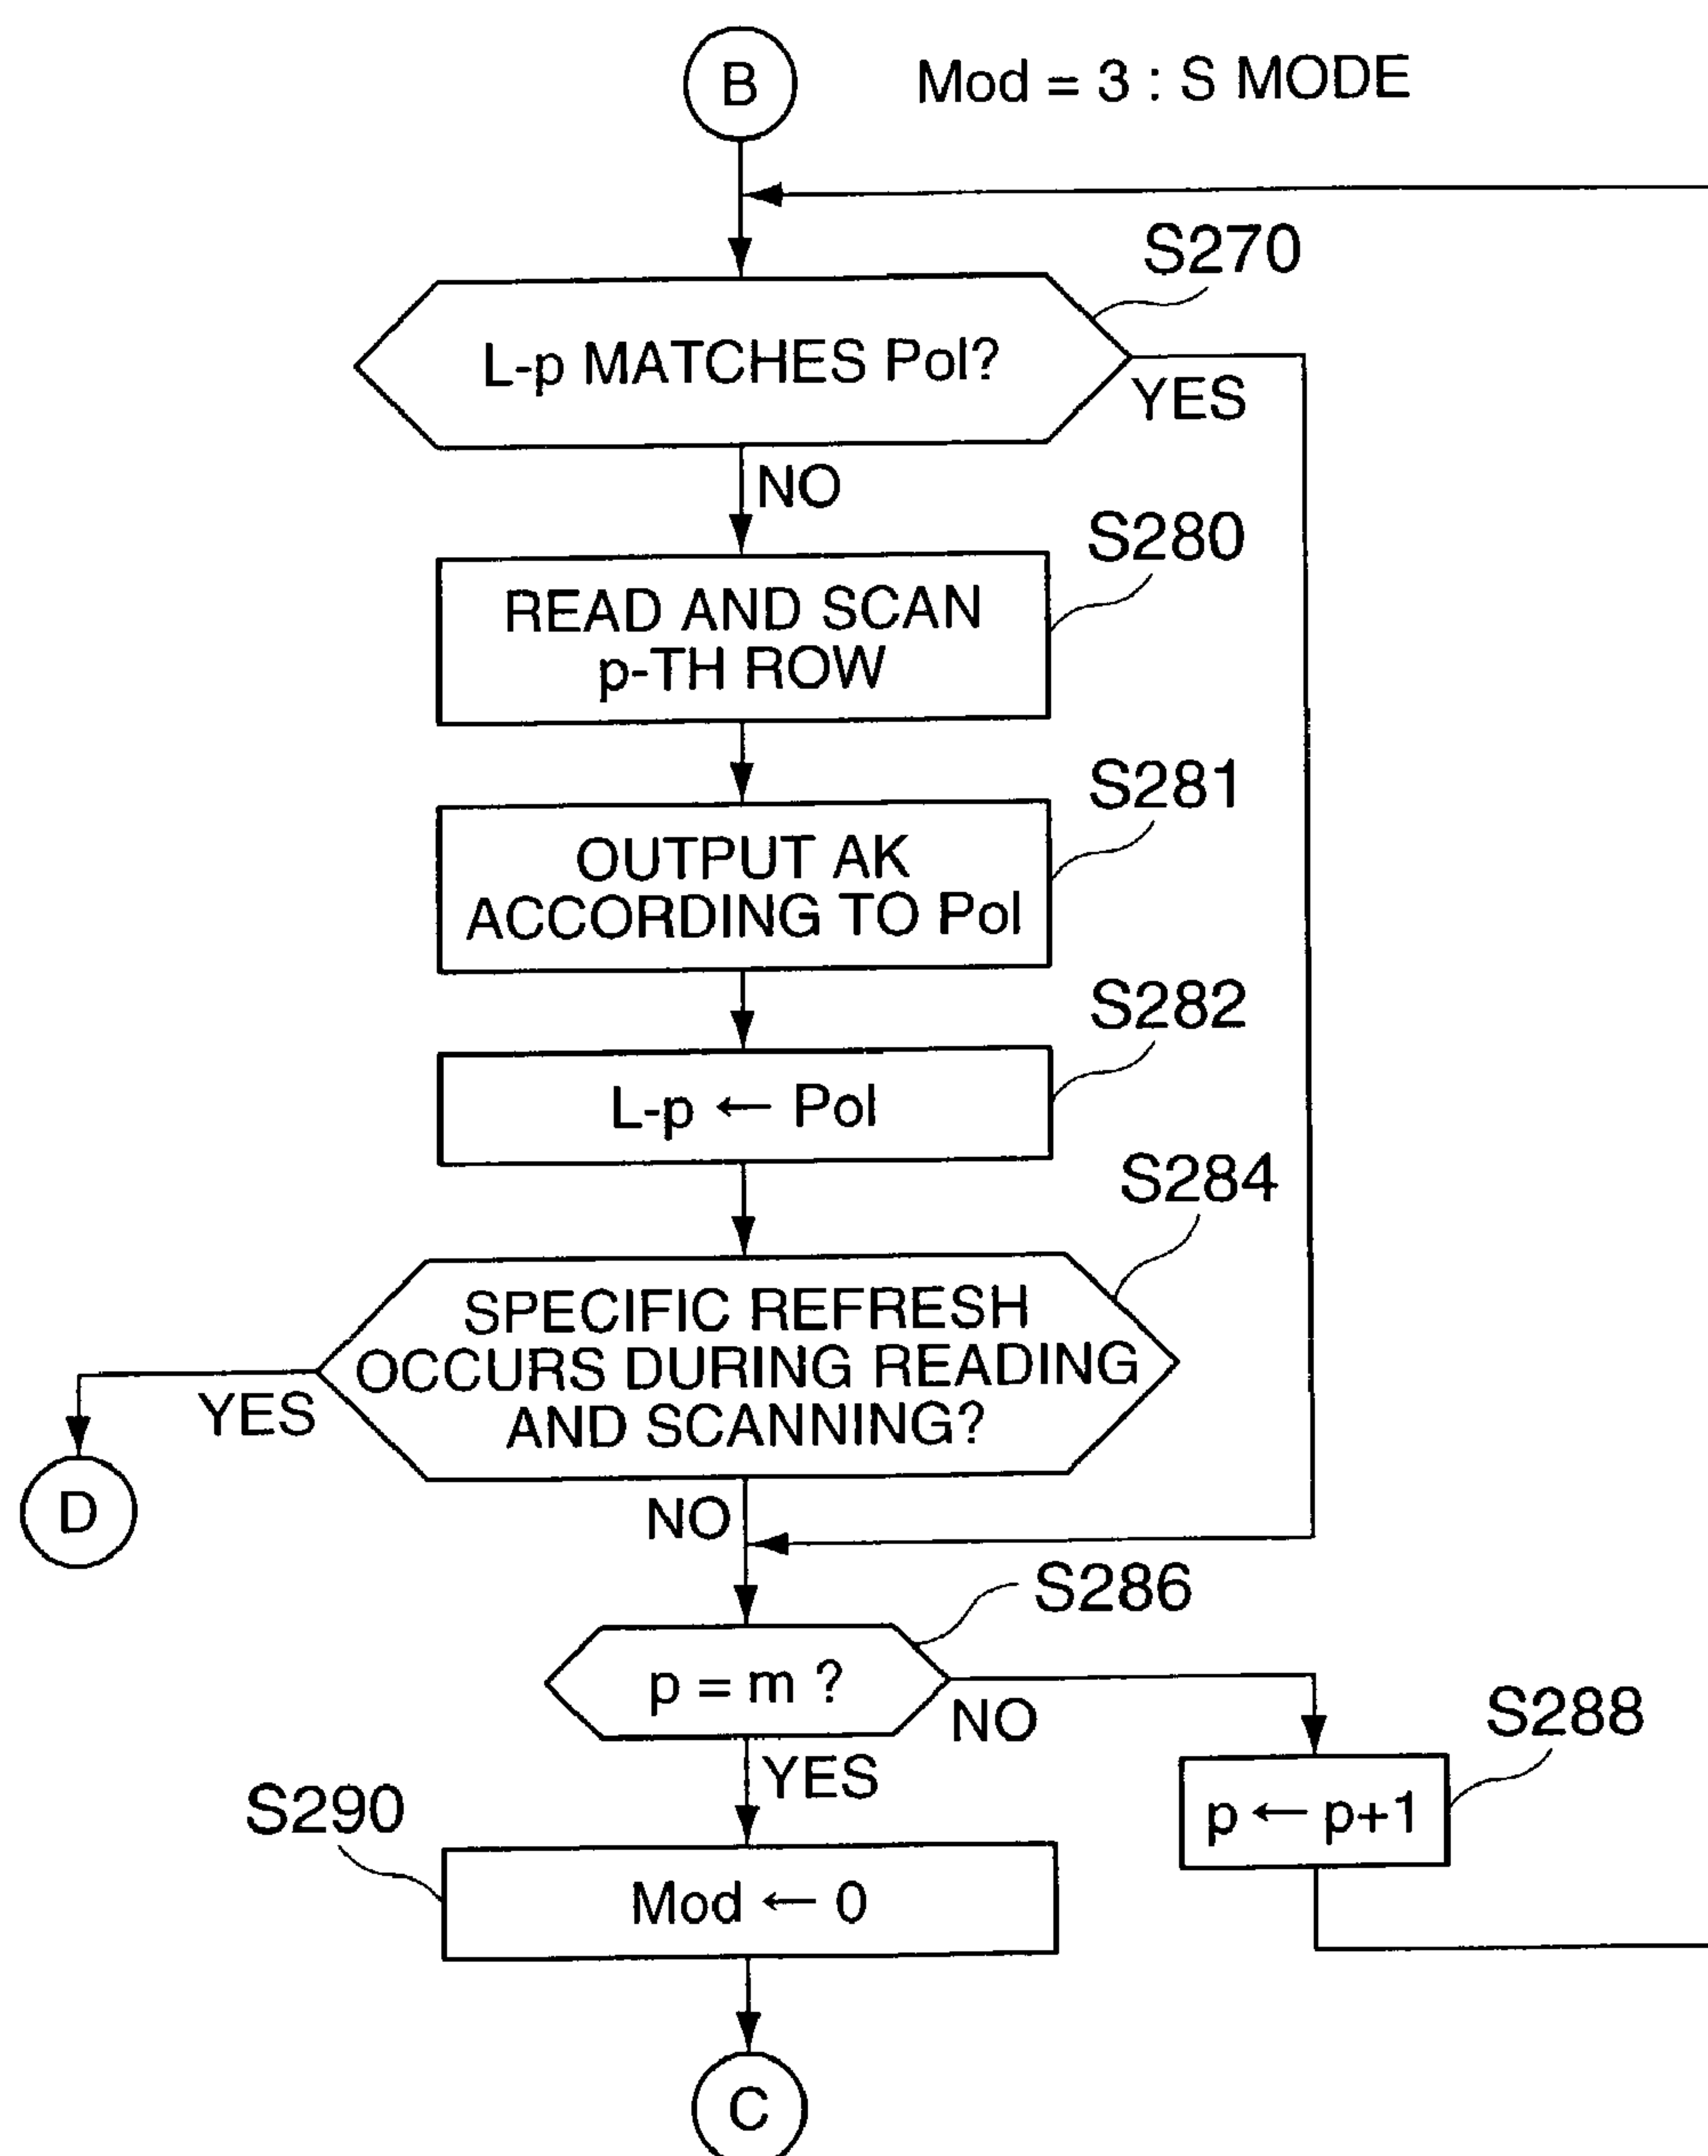 B
Mod = 3 : S MODE
S270
L-p MATCHES Pol?
YES
NO
S280
READ AND SCAN
p-TH ROW
S281
OUTPUT AK
ACCORDING TO Pol
S282
L-p ← Pol
S284
SPECIFIC REFRESH
OCCURS DURING READING
AND SCANNING?
YES
D
NO
S286
p = m ?
NO
S288
YES
p ← p+1
S290
Mod ← 0
C